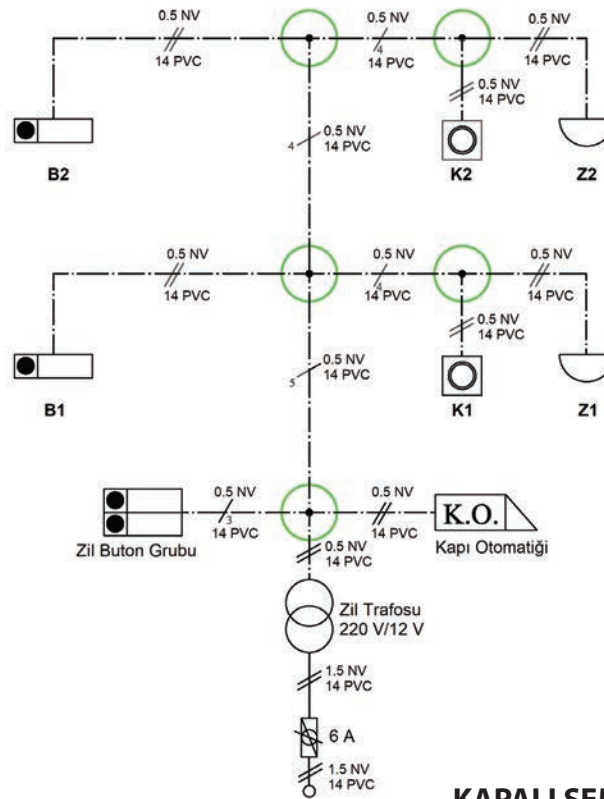 0.5 NV
14 PVC
4
0.5 NV
14 PVC
0.5 NV
14 PVC
0.5 NV
14 PVC
B2
K2
Z2
4
0.5 NV
14 PVC
0.5 NV
14 PVC
4
0.5 NV
14 PVC
0.5 NV
14 PVC
0.5 NV
14 PVC
B1
K1
Z1
5
0.5 NV
14 PVC
Zil Buton Grubu
0.5 NV
3
14 PVC
0.5 NV
14 PVC
K.O.
Kapı Otomatiği
0.5 NV
14 PVC
Zil Trafosu
220 V/12 V
1.5 NV
14 PVC
6 A
1.5 NV
14 PVC